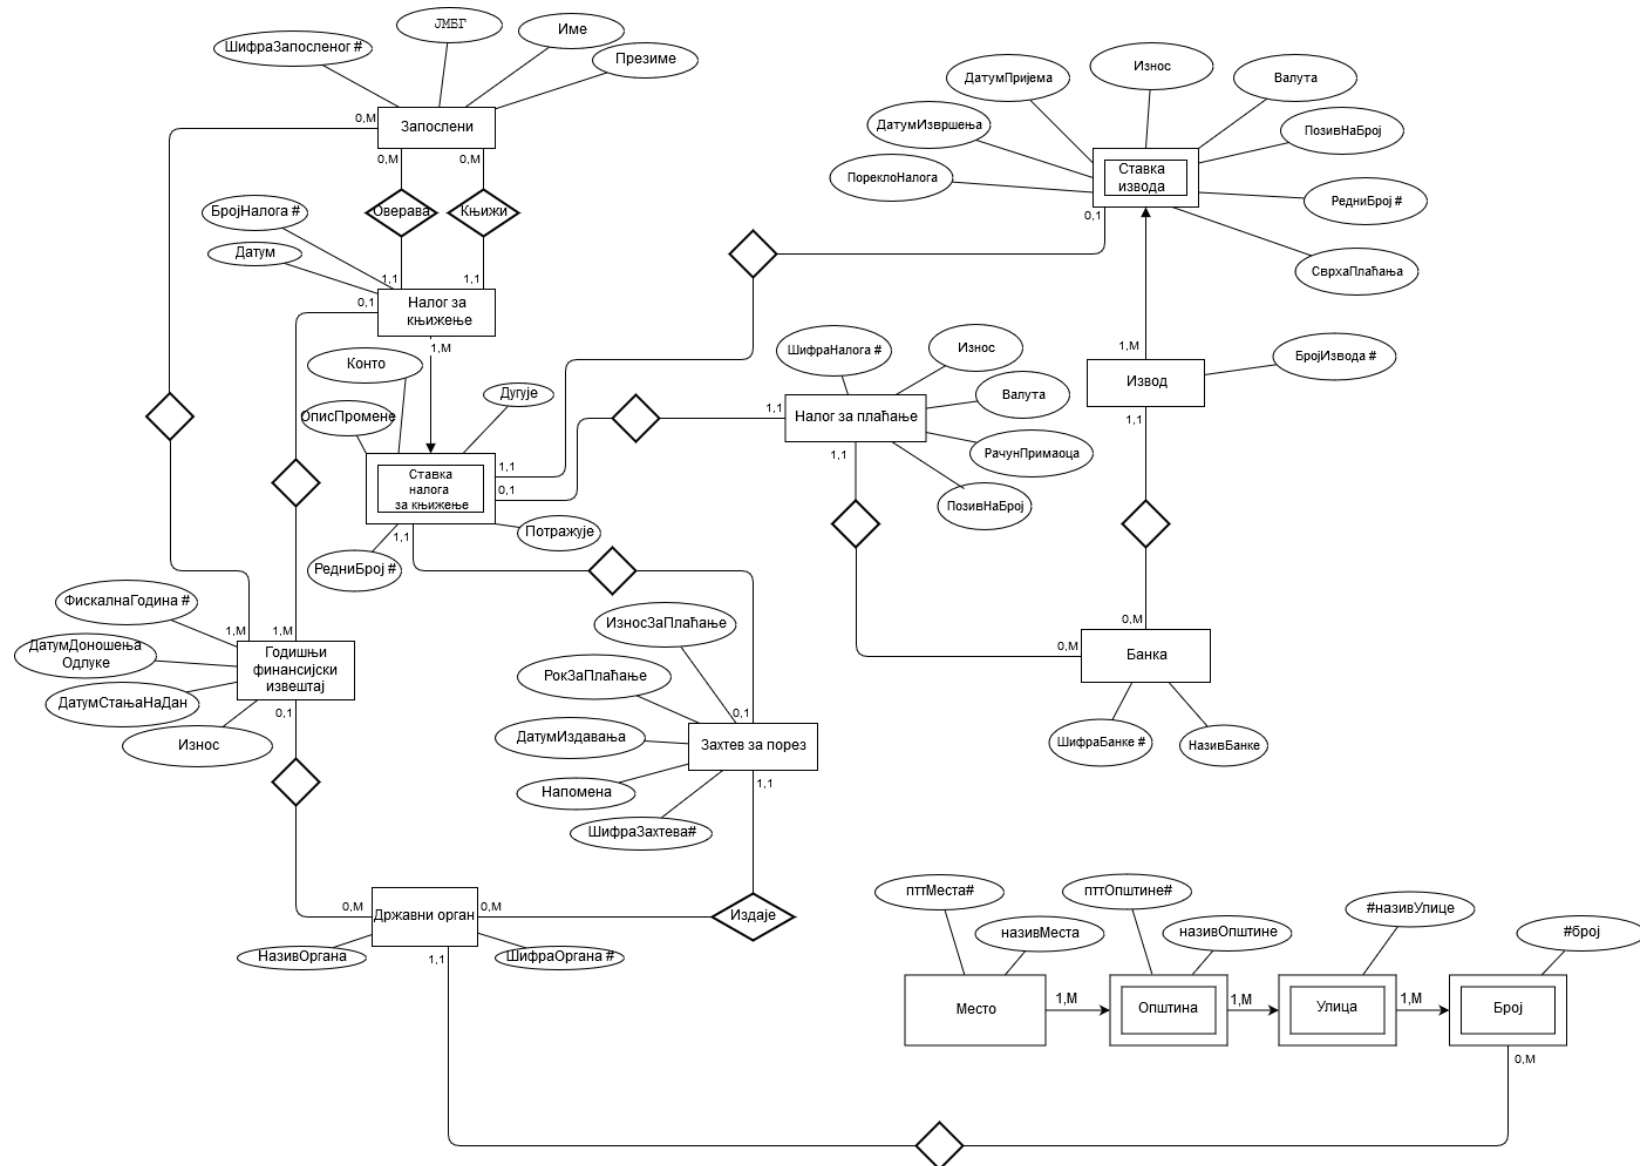 ШифраЗапосленог #
ЈМБГ
Име
Презиме
0,М
Запослени
0,М
0,М
Оверава
Књижи
БројНалога #
Датум
1,1
1,1
0,1
Налог за
књижење
1,М
Конто
ОписПромене
Дугује
Ставка
налога
за књижење
1,1
0,1
1,1
Потражује
РедниБрој #
ДатумПријема
Износ
Валута
ДатумИзвршења
ПозивНаБрој
ПореклоНалога
Ставка
извода
РедниБрој #
0,1
СврхаПлаћања
1,М
Извод
БројИзвода #
1,1
ШифраНалога #
Износ
Валута
1,1
Налог за плаћање
РачунПримаоца
1,1
ПозивНаБрој
0,М
0,М
Банка
ШифраБанке #
НазивБанке
ФискалнаГодина #
1,М
1,М
ДатумДоношења
Одлуке
Годишњи
финансијски
извештај
ДатумСтањаНаДан
0,1
Износ
ИзносЗаПлаћање
РокЗаПлаћање
0,1
ДатумИздавања
Захтев за порез
Напомена
1,1
ШифраЗахтева#
0,М
Државни орган
0,М
Издаје
НазивОргана
ШифраОргана #
1,1
пттМеста#
називМеста
пттОпштине#
називОпштине
#називУлице
#број
Место
1,М
Општина
1,М
Улица
1,М
Број
0,М